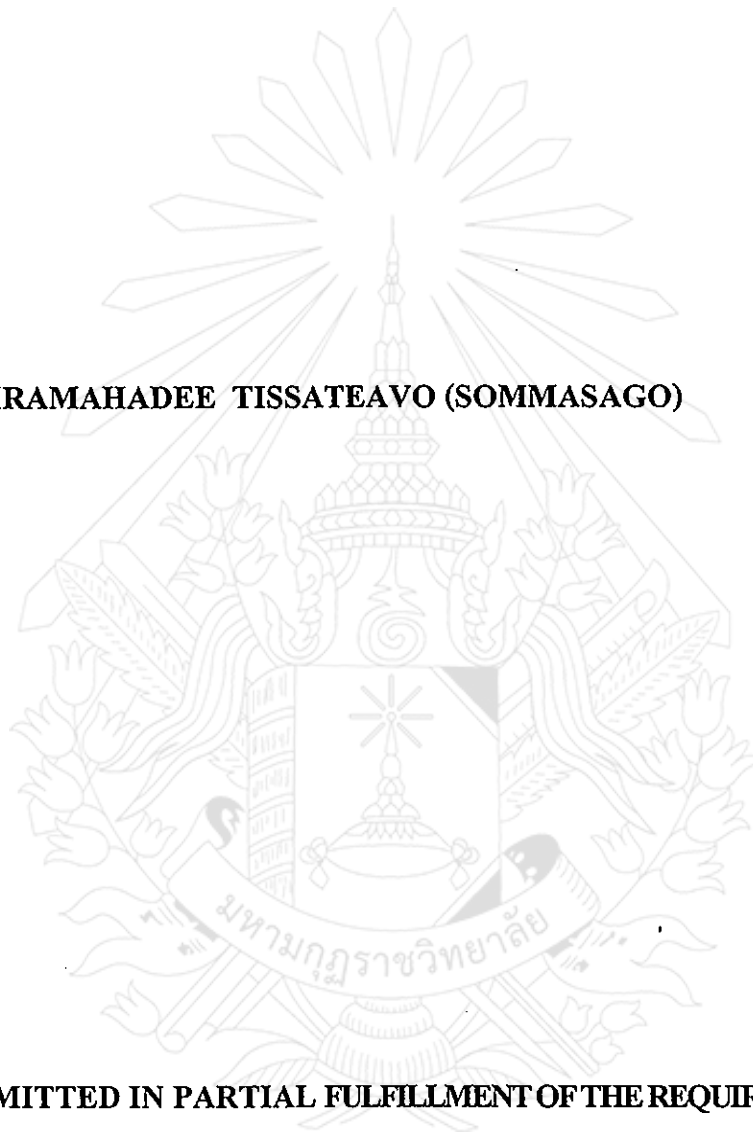 RAMAHADEE TISSATEAVO (SOMMASAGO)
มหามกุฏราชวิทยาลัย
MITTED IN PARTIAL FULFILLMENT OF THE REQUIR